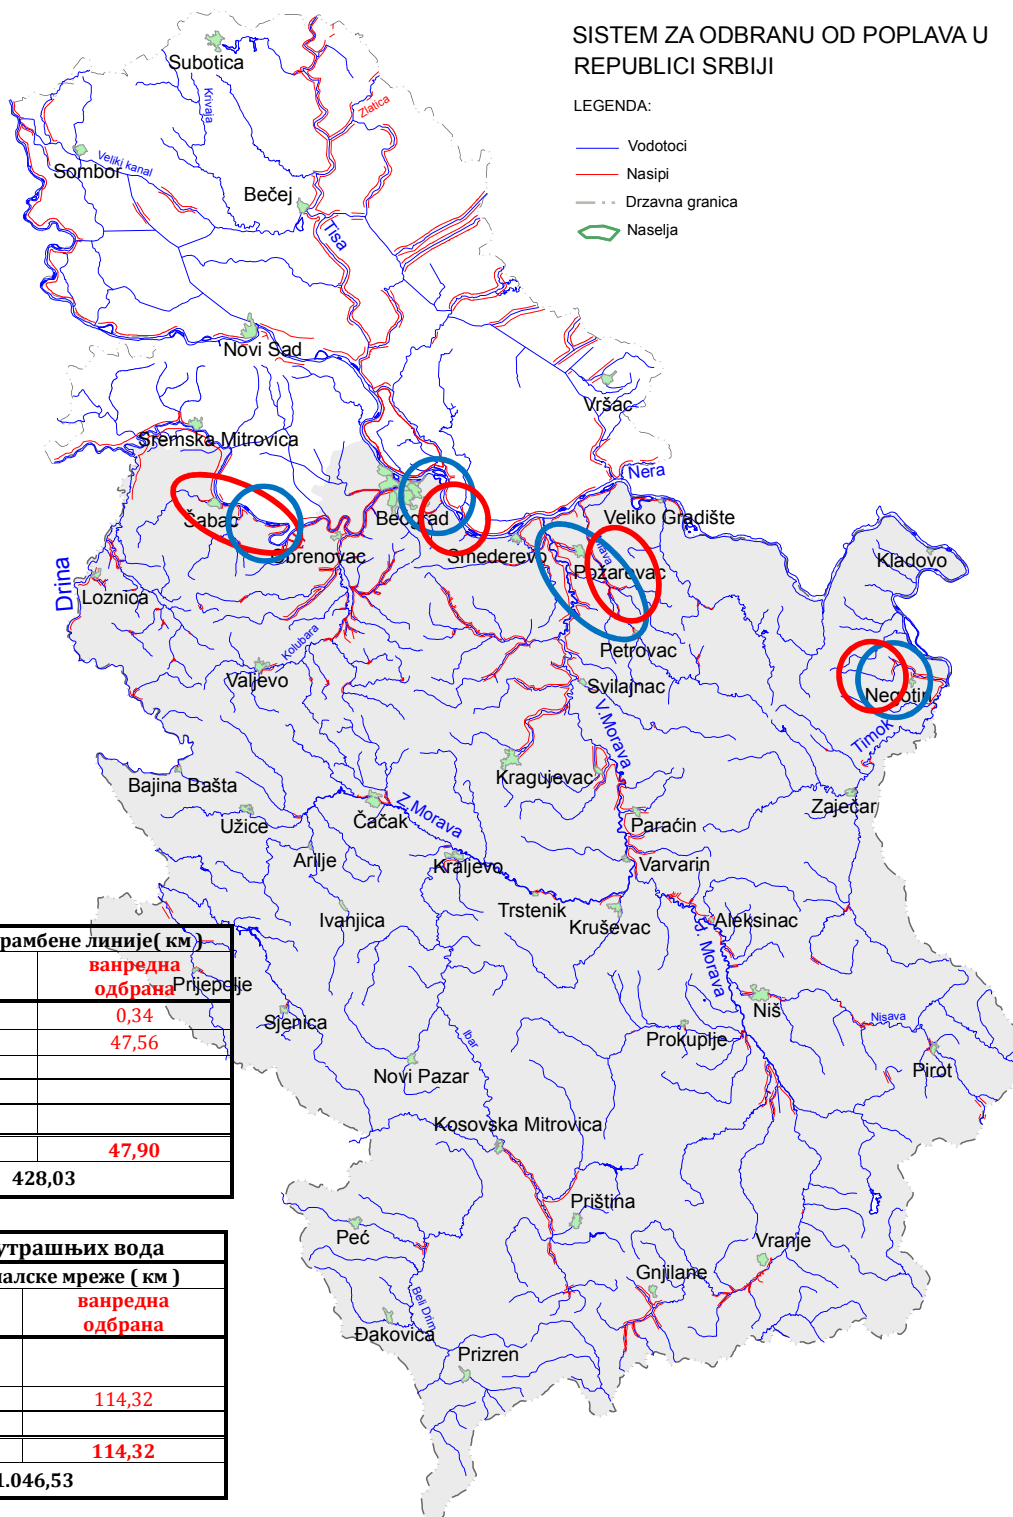 SISTEM ZA ODBRANU OD POPLAVA U
REPUBLICI SRBIJI
LEGENDA:
Vodotoci
Nasipi
Drzavna granica
Naselja
Subotica
Krivaja
Zlatica
Sombor
Veliki kanal
Bečej
Tisa
Novi Sad
Vršac
Sremska Mitrovica
Nera
Šabac
Beograd
Veliko Gradište
Obrenovac
Smederevo
Kladovo
Požarevac
Drina
Loznica
Kolubara
Petrovac
Valjevo
Svilajnac
Negotin
V.Morava
Timok
Bajina Bašta
Kragujevac
Zaječar
Užice
Čačak
Z.Morava
Paraćin
Arilje
Kraljevo
Varvarin
Ivanjica
Trstenik
Kruševac
Aleksinac
J. Morava
Prijepolje
Sjenica
Niš
Nisava
Ibar
Prokuplje
Pirot
Novi Pazar
Kosovska Mitrovica
Priština
Peć
Vranje
Gnjilane
Beli Drim
Đakovica
Prizren
рамбене линије( км )
ванредна
одбрана
0,34
47,56
47,90
428,03
утрашњих вода
налске мреже ( км )
ванредна
одбрана
114,32
114,32
1.046,53